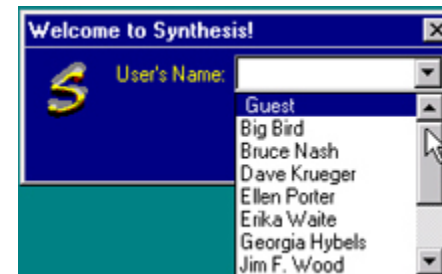 Welcome to Synthesis!
S
User's Name:
Guest
Big Bird
Bruce Nash
Dave Krueger
Ellen Porter
Erika Waite
Georgia Hybels
Jim F. Wood